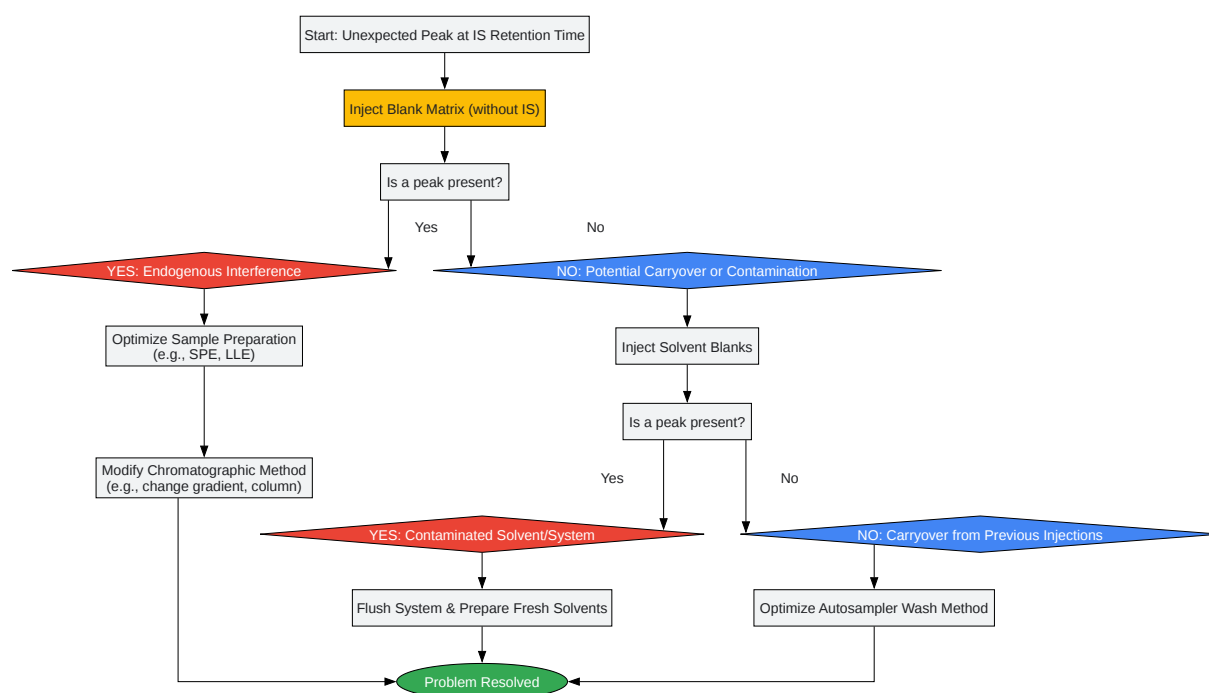 Start: Unexpected Peak at IS Retention Time
Inject Blank Matrix (without IS)
Is a peak present?
Yes
No
YES: Endogenous Interference
NO: Potential Carryover or Contamination
Optimize Sample Preparation
(e.g., SPE, LLE)
Inject Solvent Blanks
Is a peak present?
Modify Chromatographic Method
(e.g., change gradient, column)
Yes
No
YES: Contaminated Solvent/System
NO: Carryover from Previous Injections
Flush System & Prepare Fresh Solvents
Optimize Autosampler Wash Method
Problem Resolved